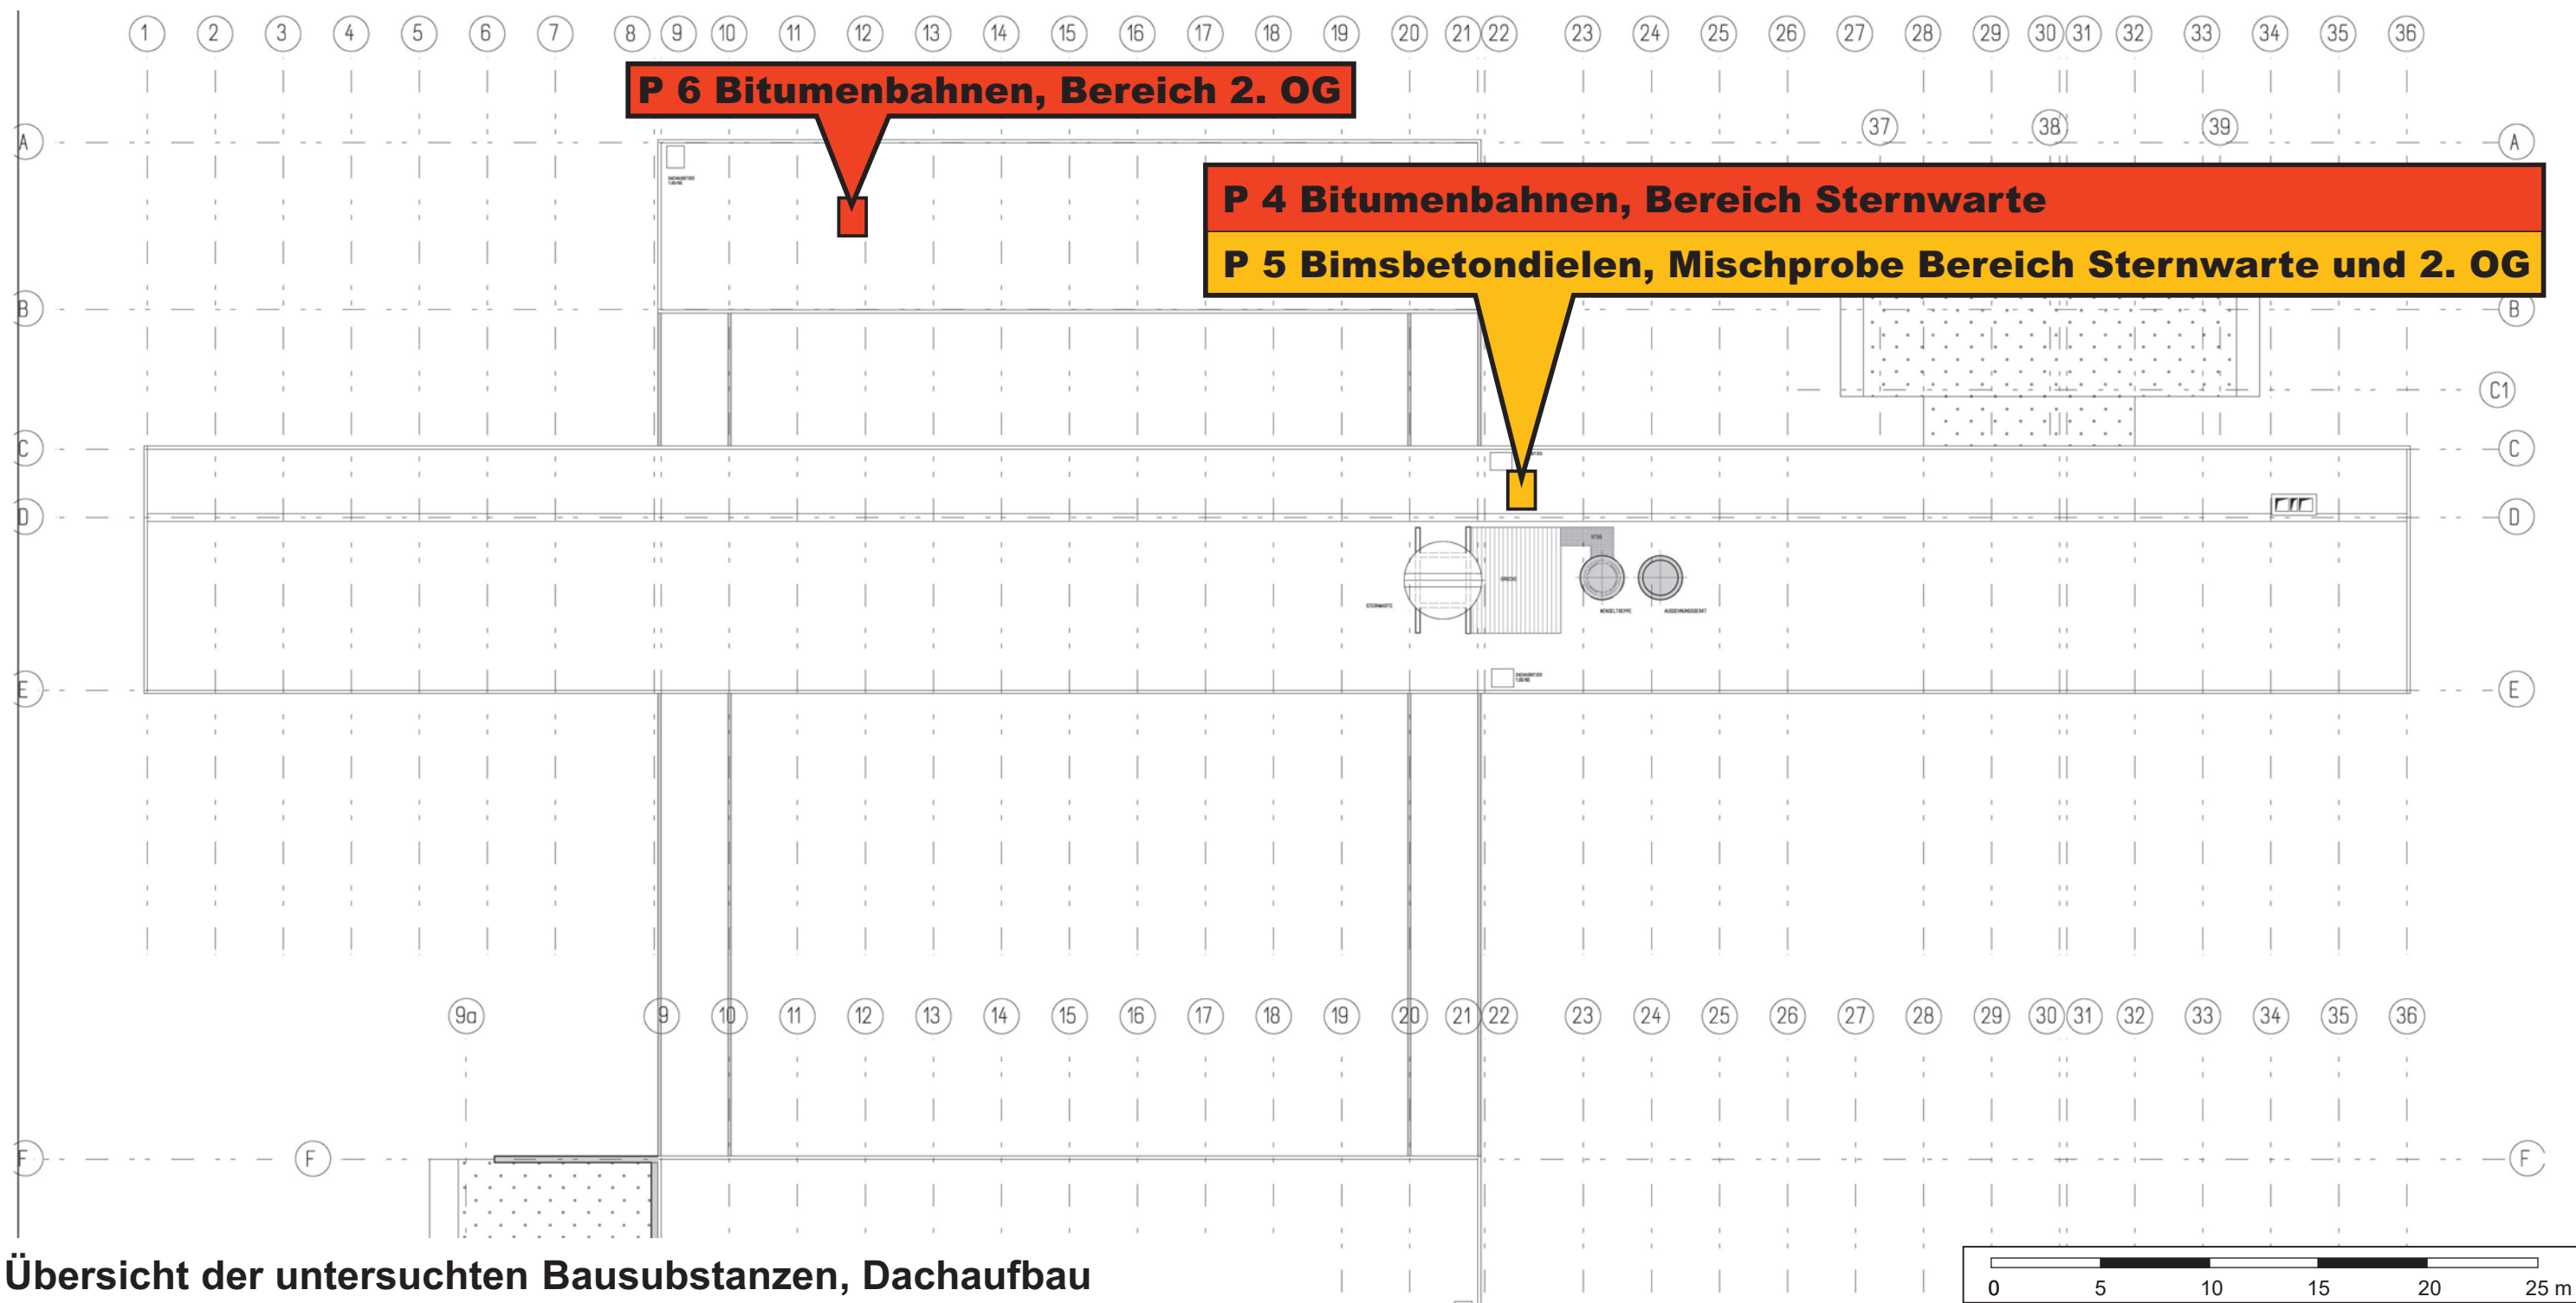 1 2 3 4 5 6 7 8 9 10 11 12 13 14 15 16 17 18 19 20 21 22 23 24 25 26 27 28 29 30 31 32 33 34 35 36
P 6 Bitumenbahnen, Bereich 2. OG
37 38 39
A A
P 4 Bitumenbahnen, Bereich Sternwarte
P 5 Bimsbetondielen, Mischprobe Bereich Sternwarte und 2. OG
B B
C1
C C
D D
STEG
BRÜCKE
STERNWARTE WENDELTREPPE AUSDEHNUNGSGERÄT
E E
9a 9 10 11 12 13 14 15 16 17 18 19 20 21 22 23 24 25 26 27 28 29 30 31 32 33 34 35 36
F F F
Übersicht der untersuchten Bausubstanzen, Dachaufbau
0 5 10 15 20 25 m